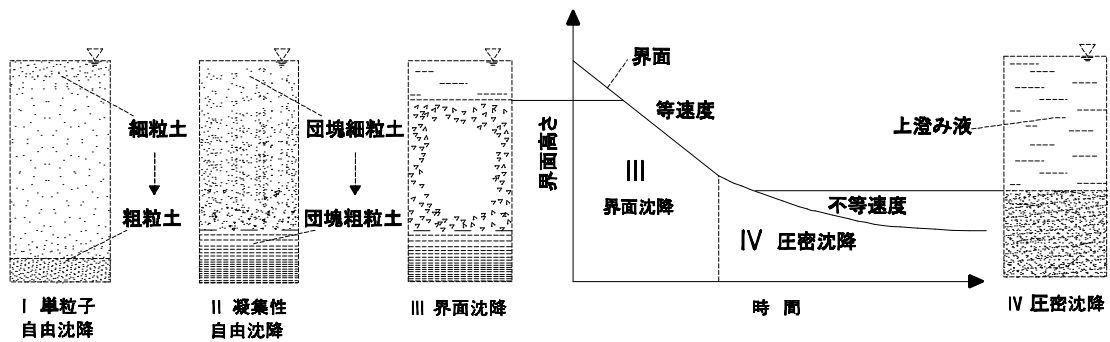 細粒土
粗粒土
Ⅰ 単粒子
自由沈降
団塊細粒土
団塊粗粒土
Ⅱ 凝集性
自由沈降
Ⅲ 界面沈降
界面高さ
界面
等速度
Ⅲ
界面沈降
不等速度
Ⅳ 圧密沈降
時 間
上澄み液
Ⅳ 圧密沈降